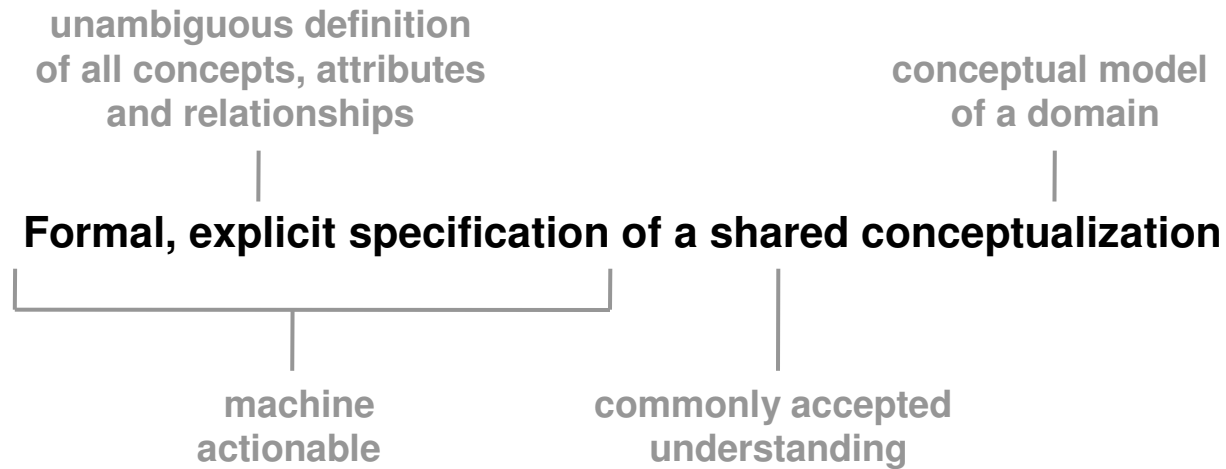 unambiguous definition
of all concepts, attributes
and relationships
conceptual model
of a domain
Formal, explicit specification of a shared conceptualization
machine
actionable
commonly accepted
understanding